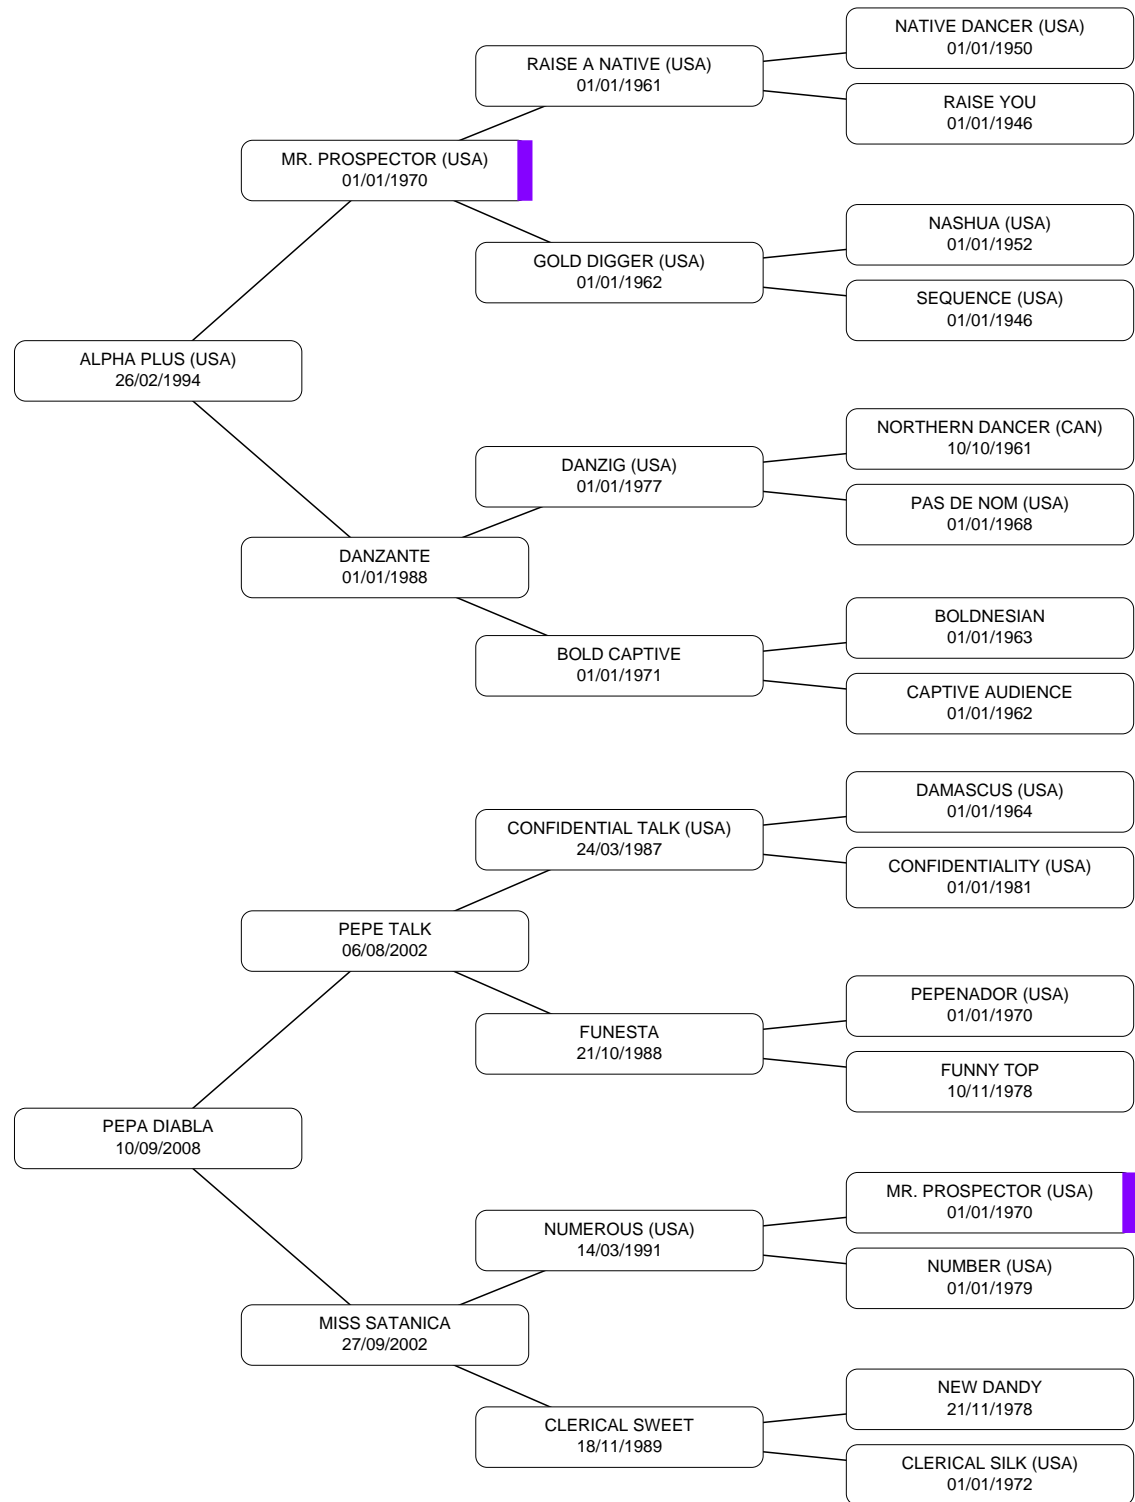 NATIVE DANCER (USA)
01/01/1950
RAISE A NATIVE (USA)
01/01/1961
RAISE YOU
01/01/1946
MR. PROSPECTOR (USA)
01/01/1970
NASHUA (USA)
01/01/1952
GOLD DIGGER (USA)
01/01/1962
SEQUENCE (USA)
01/01/1946
ALPHA PLUS (USA)
26/02/1994
NORTHERN DANCER (CAN)
10/10/1961
DANZIG (USA)
01/01/1977
PAS DE NOM (USA)
01/01/1968
DANZANTE
01/01/1988
BOLDNESIAN
01/01/1963
BOLD CAPTIVE
01/01/1971
CAPTIVE AUDIENCE
01/01/1962
DAMASCUS (USA)
01/01/1964
CONFIDENTIAL TALK (USA)
24/03/1987
CONFIDENTIALITY (USA)
01/01/1981
PEPE TALK
06/08/2002
PEPENADOR (USA)
01/01/1970
FUNESTA
21/10/1988
FUNNY TOP
10/11/1978
PEPA DIABLA
10/09/2008
MR. PROSPECTOR (USA)
01/01/1970
NUMEROUS (USA)
14/03/1991
NUMBER (USA)
01/01/1979
MISS SATANICA
27/09/2002
NEW DANDY
21/11/1978
CLERICAL SWEET
18/11/1989
CLERICAL SILK (USA)
01/01/1972